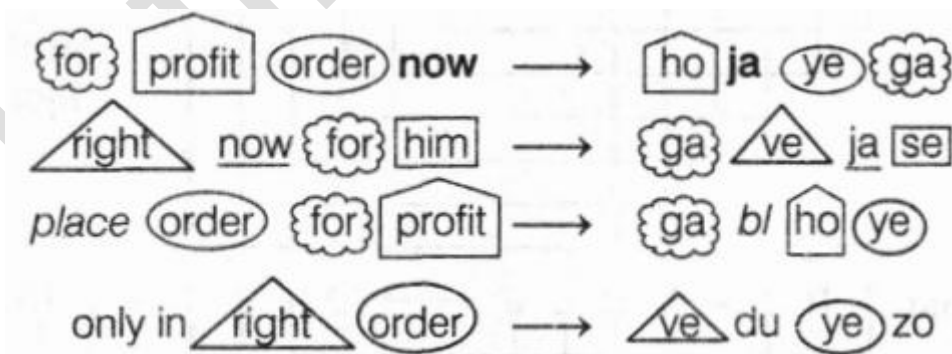 for profit order now → ho ja ye ga
right now for him → ga ve ja se
place order for profit → ga bl ho ye
only in right order → ve du ye zo